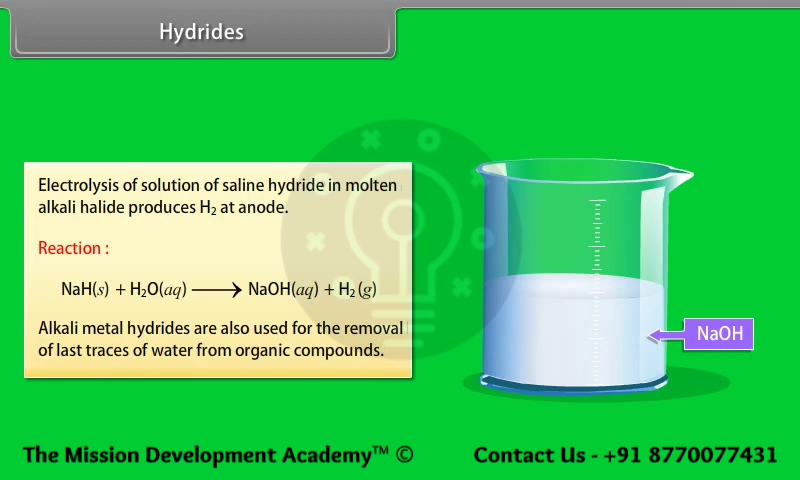 Hydrides
Electrolysis of solution of saline hydride in molten
alkali halide produces H₂ at anode.
Reaction :
NaH(s) + H₂O(aq) ⟶ NaOH(aq) + H₂(g)
Alkali metal hydrides are also used for the removal
of last traces of water from organic compounds.
NaOH
The Mission Development Academy™ ©
Contact Us - +91 8770077431